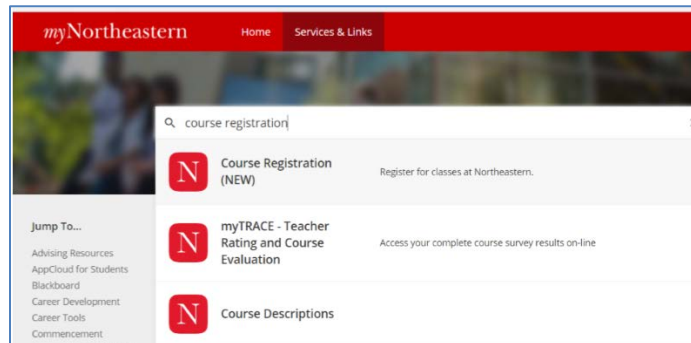 myNortheastern
Home
Services & Links
course registration
N
Course Registration
(NEW)
Register for classes at Northeastern.
N
myTRACE - Teacher
Rating and Course
Evaluation
Access your complete course survey results on-line
N
Course Descriptions
Jump To...
Advising Resources
AppCloud for Students
Blackboard
Career Development
Career Tools
Commencement